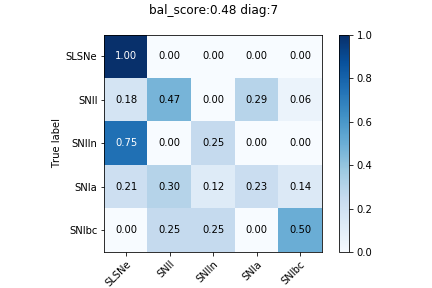 bal_score:0.48 diag:7
SLSNe 1.00 0.00 0.00 0.00 0.00
SNII 0.18 0.47 0.00 0.29 0.06
SNIIn 0.75 0.00 0.25 0.00 0.00
SNIa 0.21 0.30 0.12 0.23 0.14
SNIbc 0.00 0.25 0.25 0.00 0.50
True label
SLSNe SNII SNIIn SNIa SNIbc
1.0
0.8
0.6
0.4
0.2
0.0